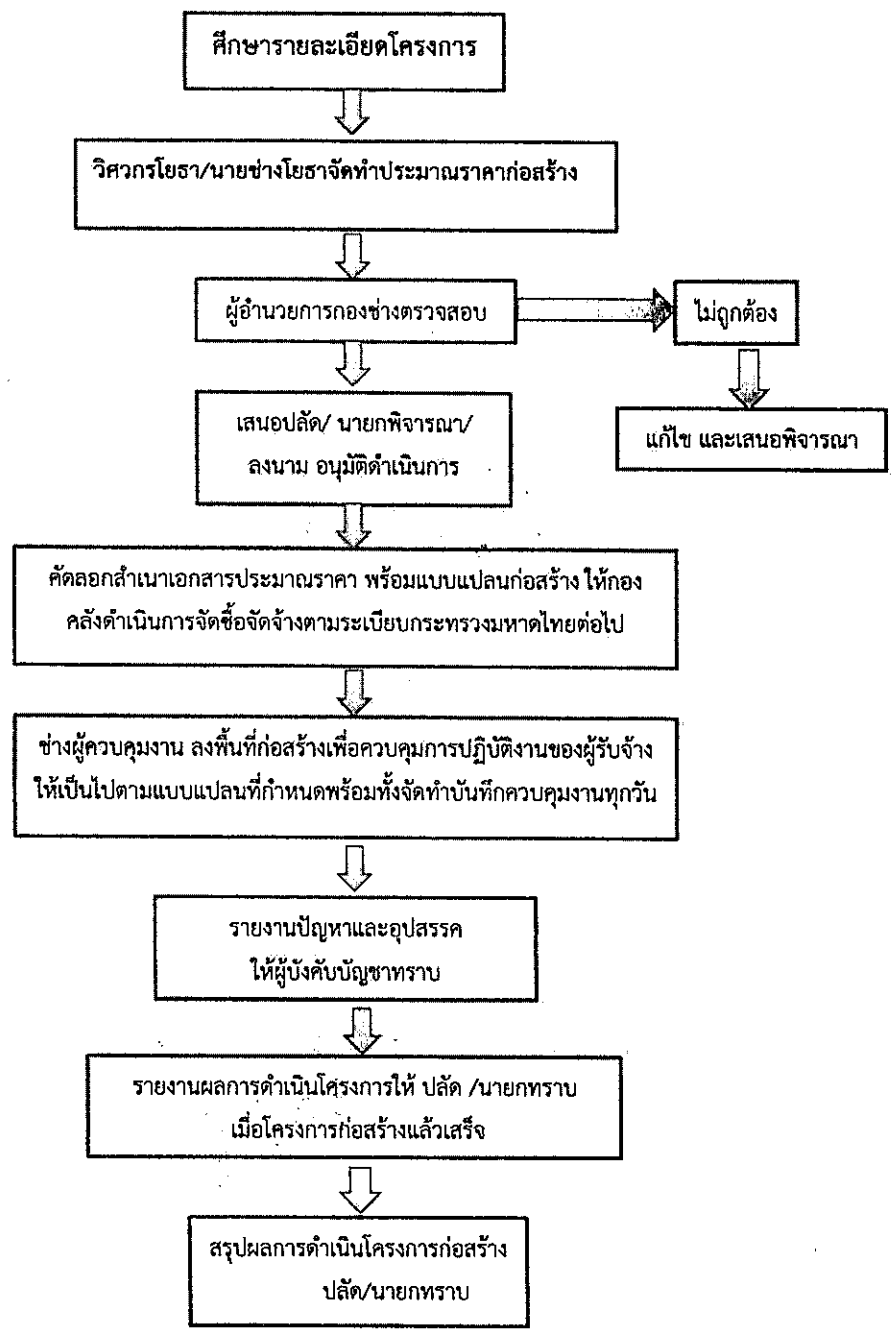 ศึกษารายละเอียดโครงการ
วิศวกรโยธา/นายช่างโยธาจัดทำประมาณราคาก่อสร้าง
ผู้อำนวยการกองช่างตรวจสอบ
ไม่ถูกต้อง
เสนอปลัด/ นายกพิจารณา/
ลงนาม อนุมัติดำเนินการ
แก้ไข และเสนอพิจารณา
คัดลอกสำเนาเอกสารประมาณราคา พร้อมแบบแปลนก่อสร้าง ให้กอง
คลังดำเนินการจัดซื้อจัดจ้างตามระเบียบกระทรวงมหาดไทยต่อไป
ช่างผู้ควบคุมงาน ลงพื้นที่ก่อสร้างเพื่อควบคุมการปฏิบัติงานของผู้รับจ้าง
ให้เป็นไปตามแบบแปลนที่กำหนดพร้อมทั้งจัดทำบันทึกควบคุมงานทุกวัน
รายงานปัญหาและอุปสรรค
ให้ผู้บังคับบัญชาทราบ
รายงานผลการดำเนินโครงการให้ ปลัด /นายกทราบ
เมื่อโครงการก่อสร้างแล้วเสร็จ
สรุปผลการดำเนินโครงการก่อสร้าง
ปลัด/นายกทราบ